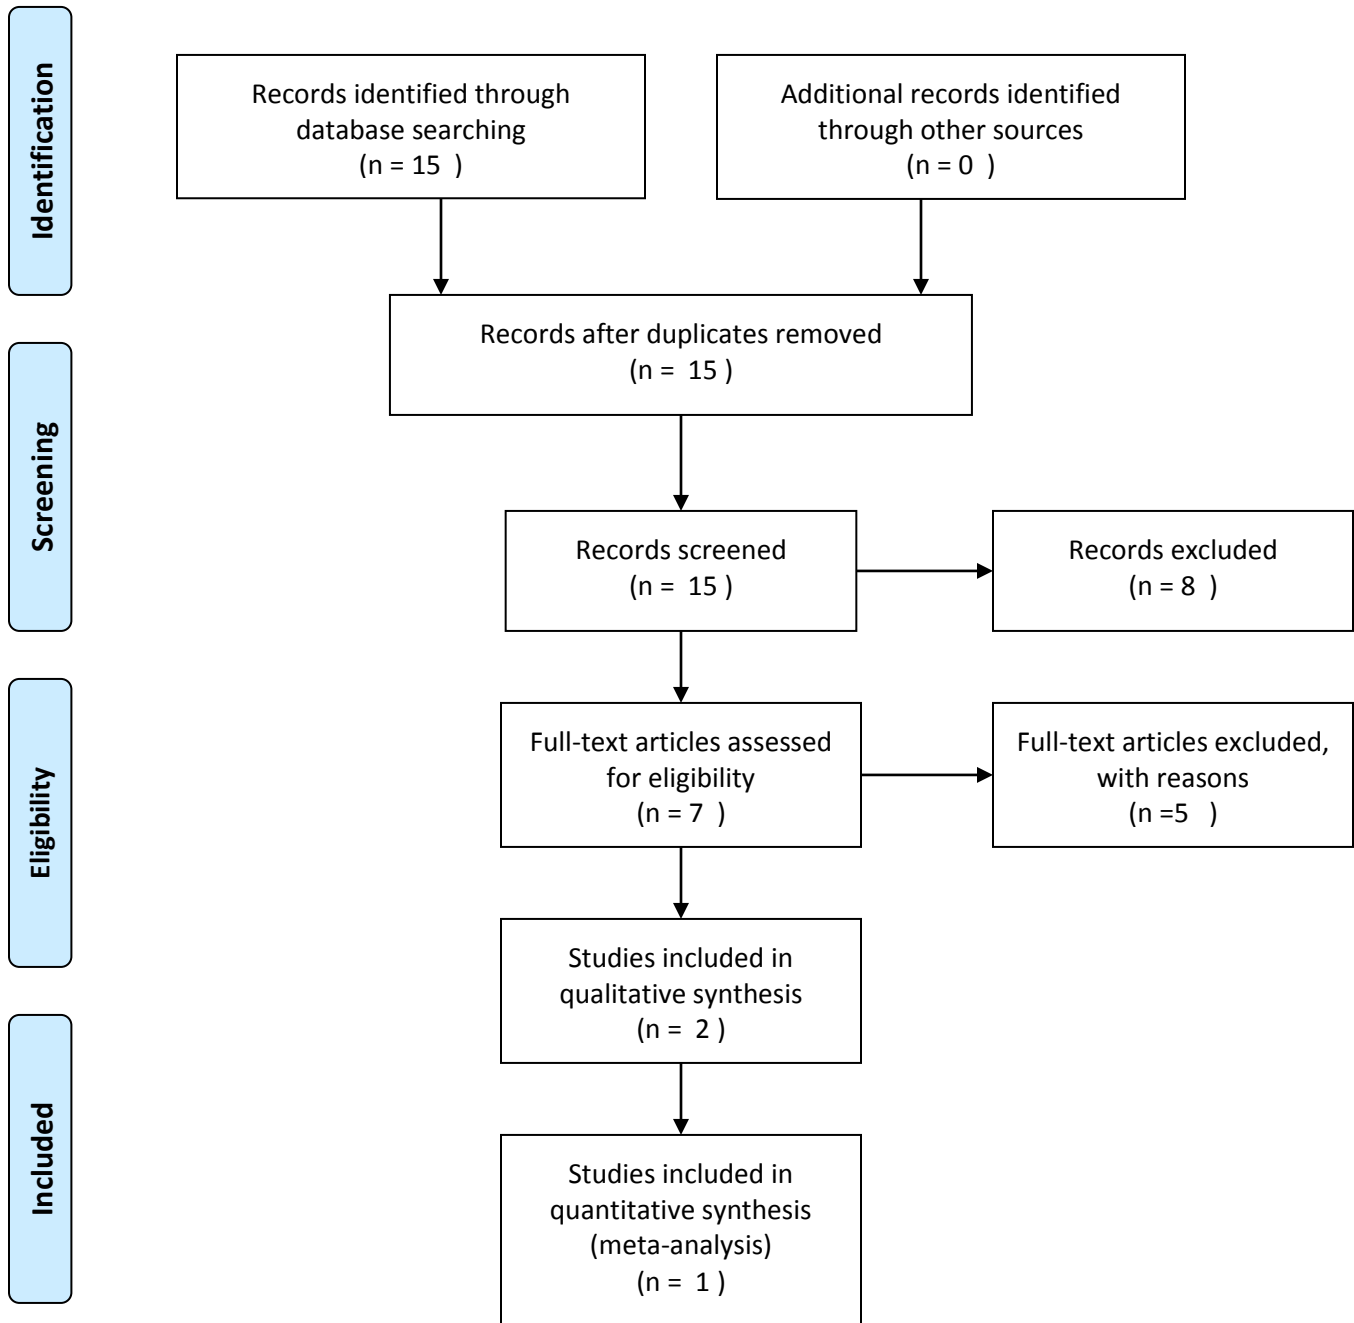 Identification
Records identified through
database searching
(n = 15  )
Additional records identified
through other sources
(n = 0  )
Records after duplicates removed
(n =  15 )
Screening
Records screened
(n =  15 )
Records excluded
(n = 8  )
Eligibility
Full-text articles assessed
for eligibility
(n = 7  )
Full-text articles excluded,
with reasons
(n =5   )
Studies included in
qualitative synthesis
(n =  2 )
Included
Studies included in
quantitative synthesis
(meta-analysis)
(n =  1 )